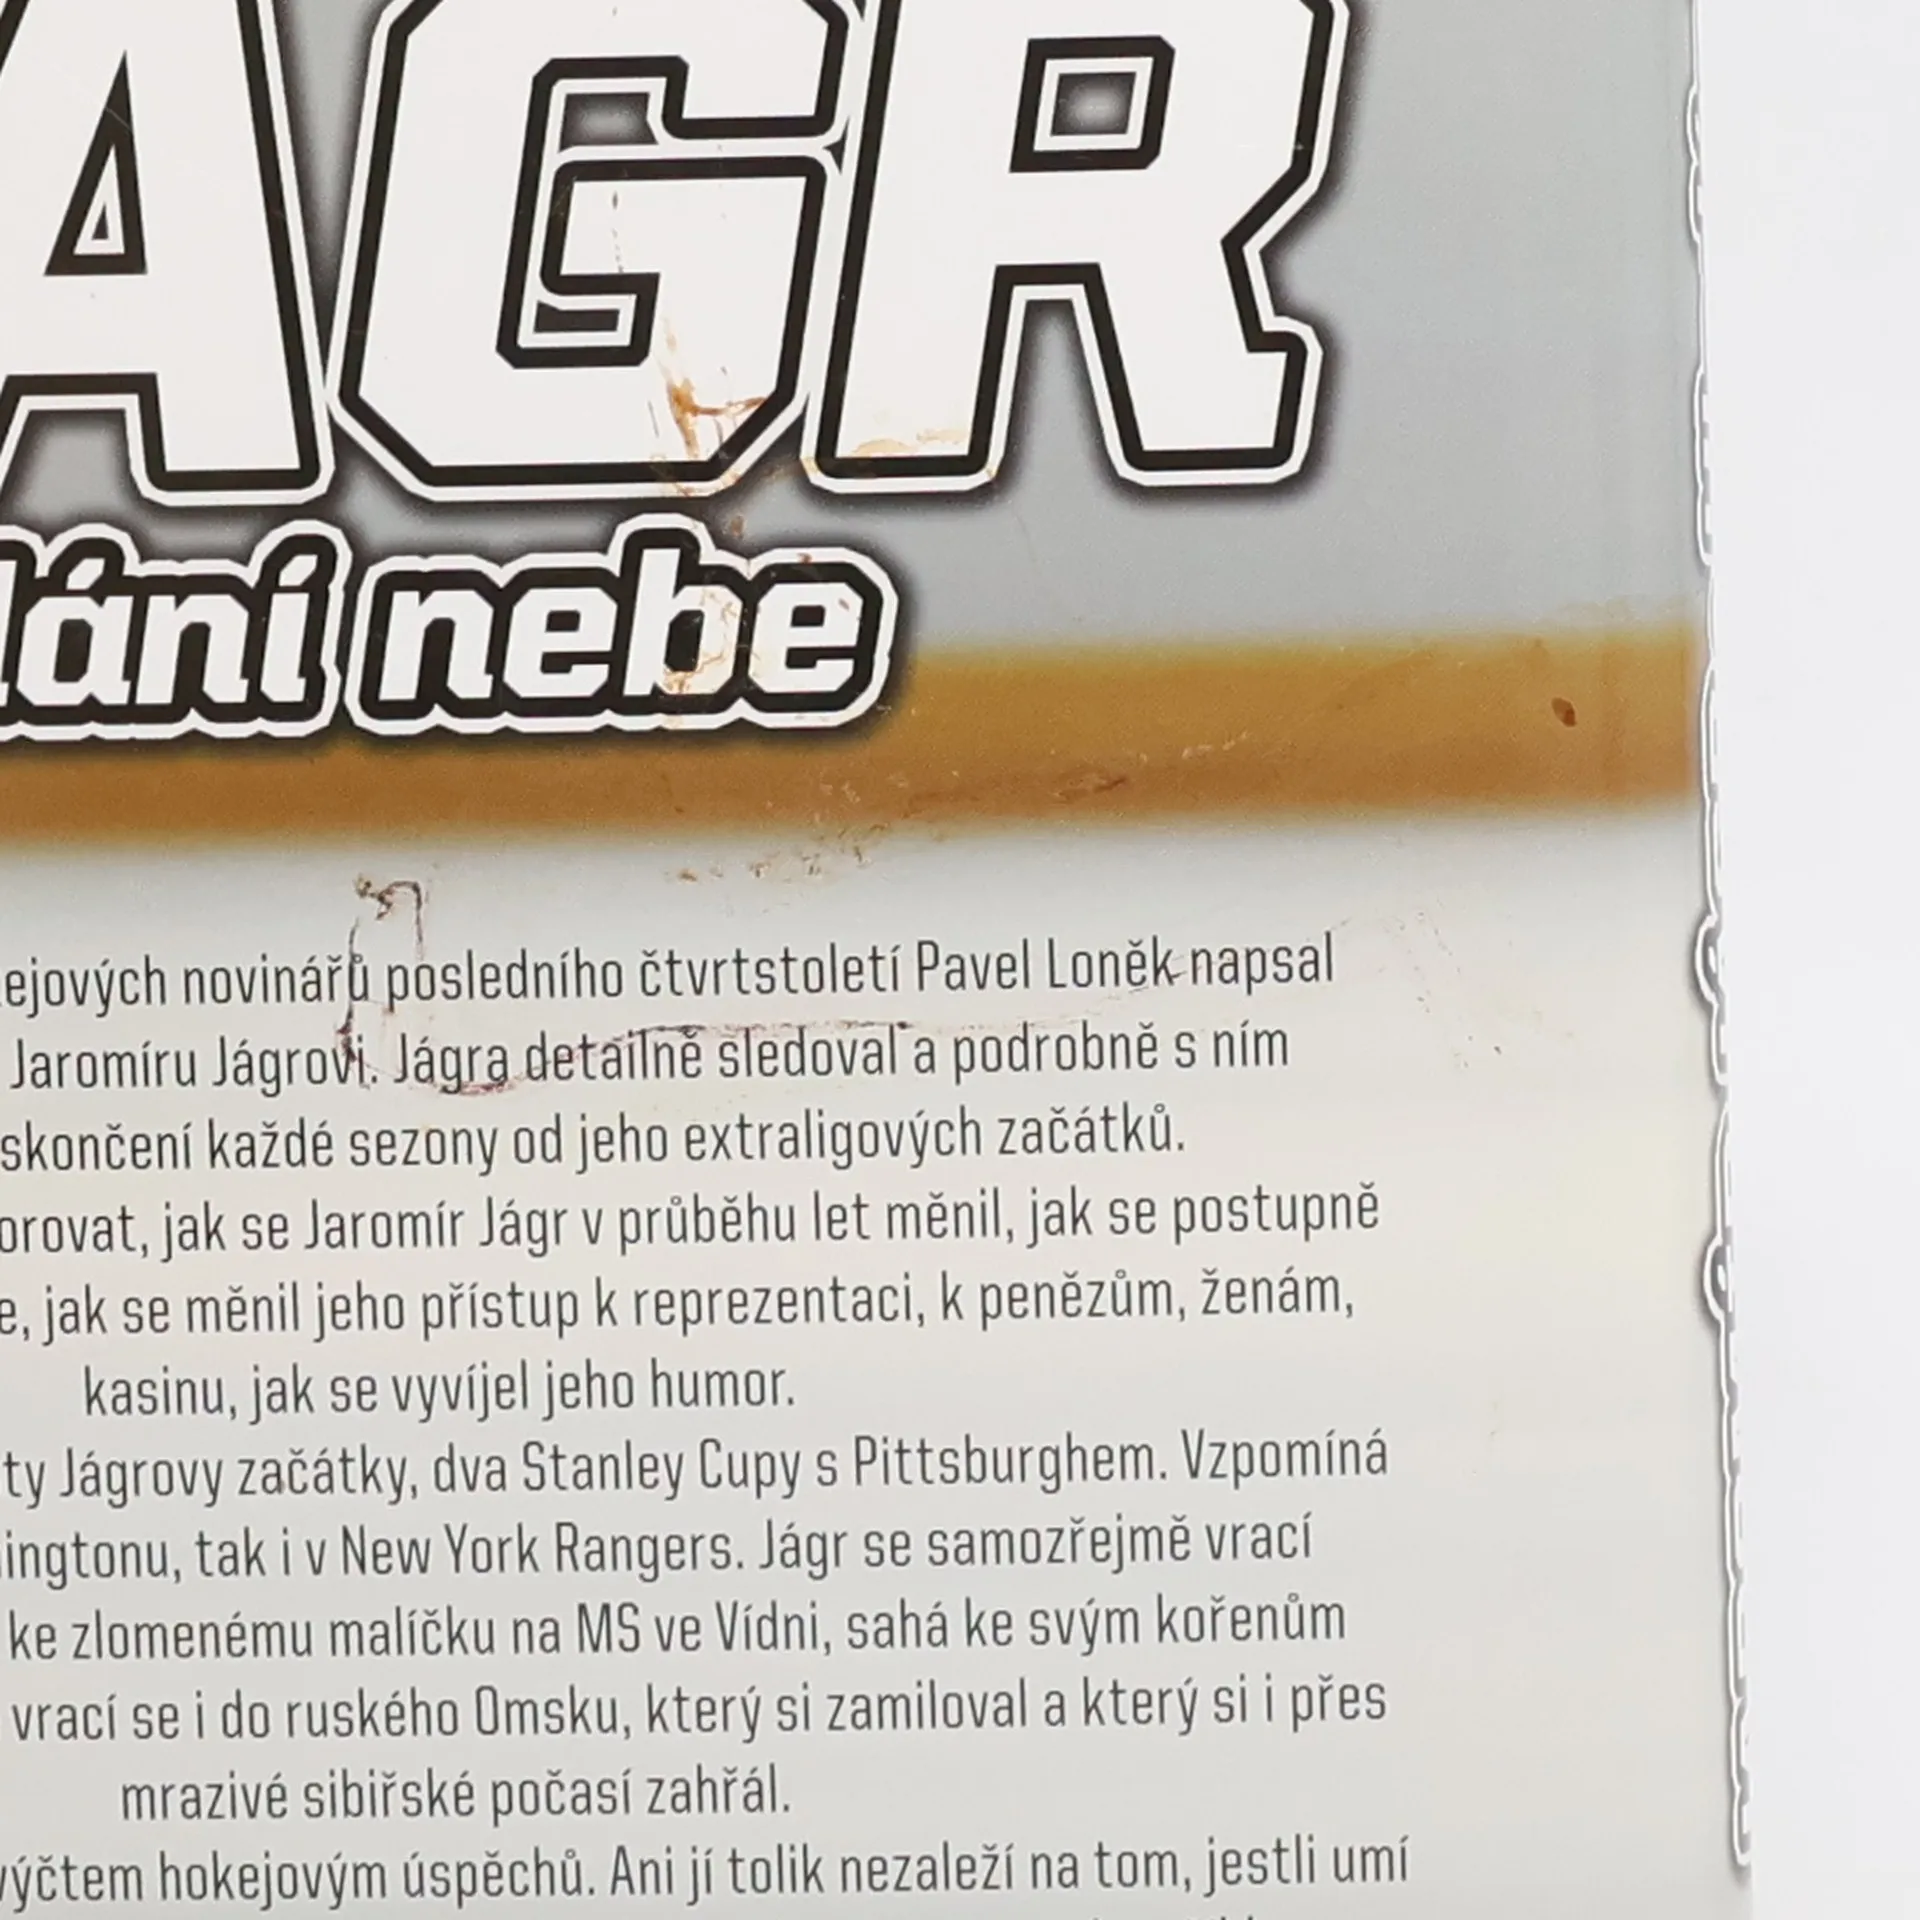 ÁGR
dání nebe
ejových novinářů posledního čtvrtstoletí Pavel Loněk napsal
Jaromíru Jágrovi. Jágra detailně sledoval a podrobně s ním
skončení každé sezony od jeho extraligových začátků.
orovat, jak se Jaromír Jágr v průběhu let měnil, jak se postupně
e, jak se měnil jeho přístup k reprezentaci, k penězům, ženám,
kasinu, jak se vyvíjel jeho humor.
ty Jágrovy začátky, dva Stanley Cupy s Pittsburghem. Vzpomíná
ingtonu, tak i v New York Rangers. Jágr se samozřejmě vrací
ke zlomenému malíčku na MS ve Vídni, sahá ke svým kořenům
vrací se i do ruského Omsku, který si zamiloval a který si i přes
mrazivé sibiřské počasí zahřál.
výčtem hokejovým úspěchů. Ani jí tolik nezaleží na tom, jestli umí